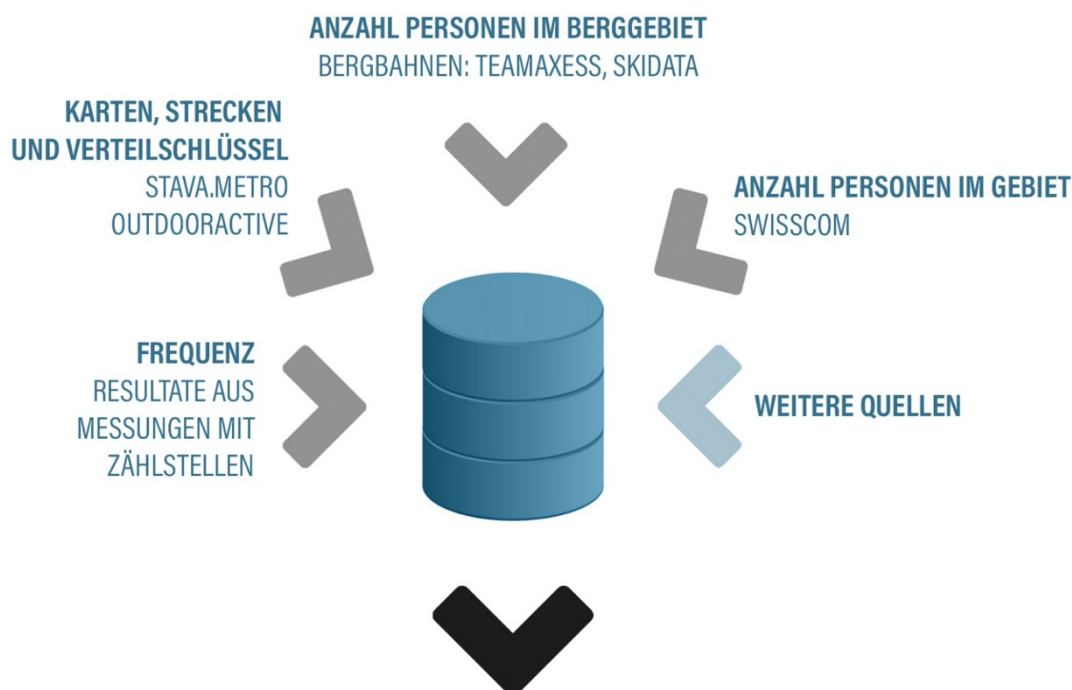 ANZAHL PERSONEN IM BERGGEBIET
BERGBAHNEN: TEAMAXESS, SKIDATA
KARTEN, STRECKEN
UND VERTEILSCHLÜSSEL
STAVA.METRO
OUTDOORACTIVE
ANZAHL PERSONEN IM GEBIET
SWISSCOM
FREQUENZ
RESULTATE AUS
MESSUNGEN MIT
ZÄHLSTELLEN
WEITERE QUELLEN